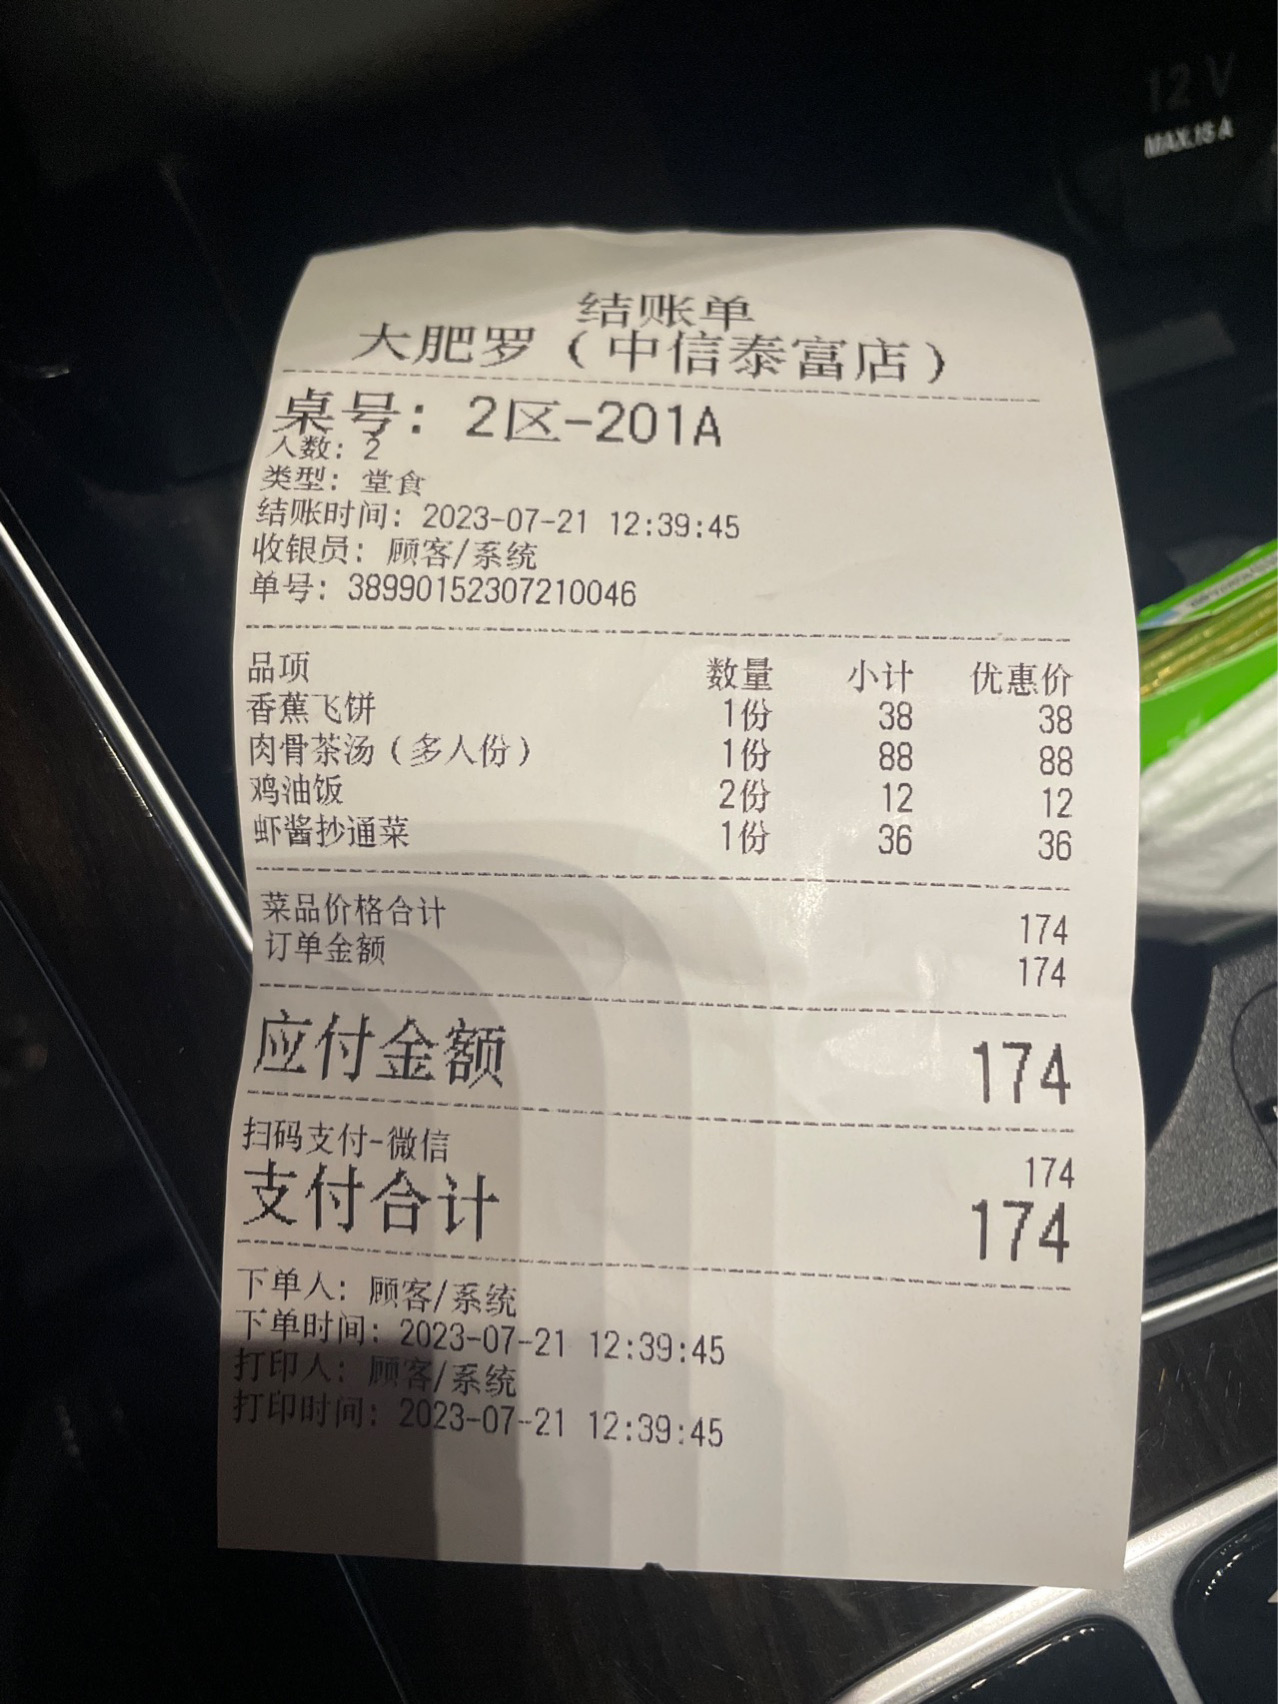 12 V
MAX.15 A
结账单
大肥罗（中信泰富店）
桌号：2区-201A
人数：2
类型：堂食
结账时间：2023-07-21 12:39:45
收银员：顾客/系统
单号：38990152307210046
品项 数量 小计 优惠价
香蕉飞饼 1份 38 38
肉骨茶汤（多人份） 1份 88 88
鸡油饭 2份 12 12
虾酱抄通菜 1份 36 36
菜品价格合计 174
订单金额 174
应付金额 174
扫码支付-微信 174
支付合计 174
下单人：顾客/系统
下单时间：2023-07-21 12:39:45
打印人：顾客/系统
打印时间：2023-07-21 12:39:45